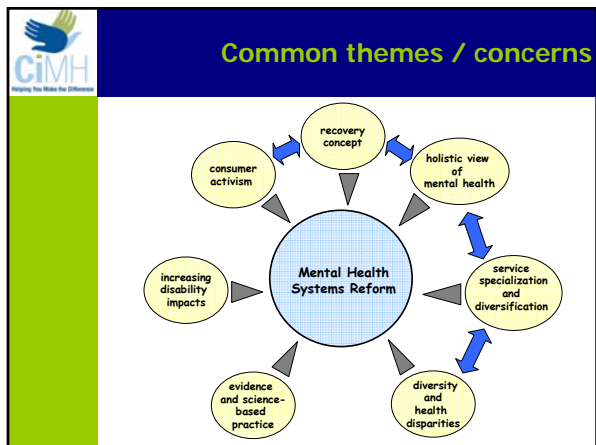 CiMH
Helping You Make the Difference
Common themes / concerns
recovery
concept
consumer
activism
holistic view
of
mental health
increasing
disability
impacts
Mental Health
Systems Reform
service
specialization
and
diversification
evidence
and science-
based
practice
diversity
and
health
disparities